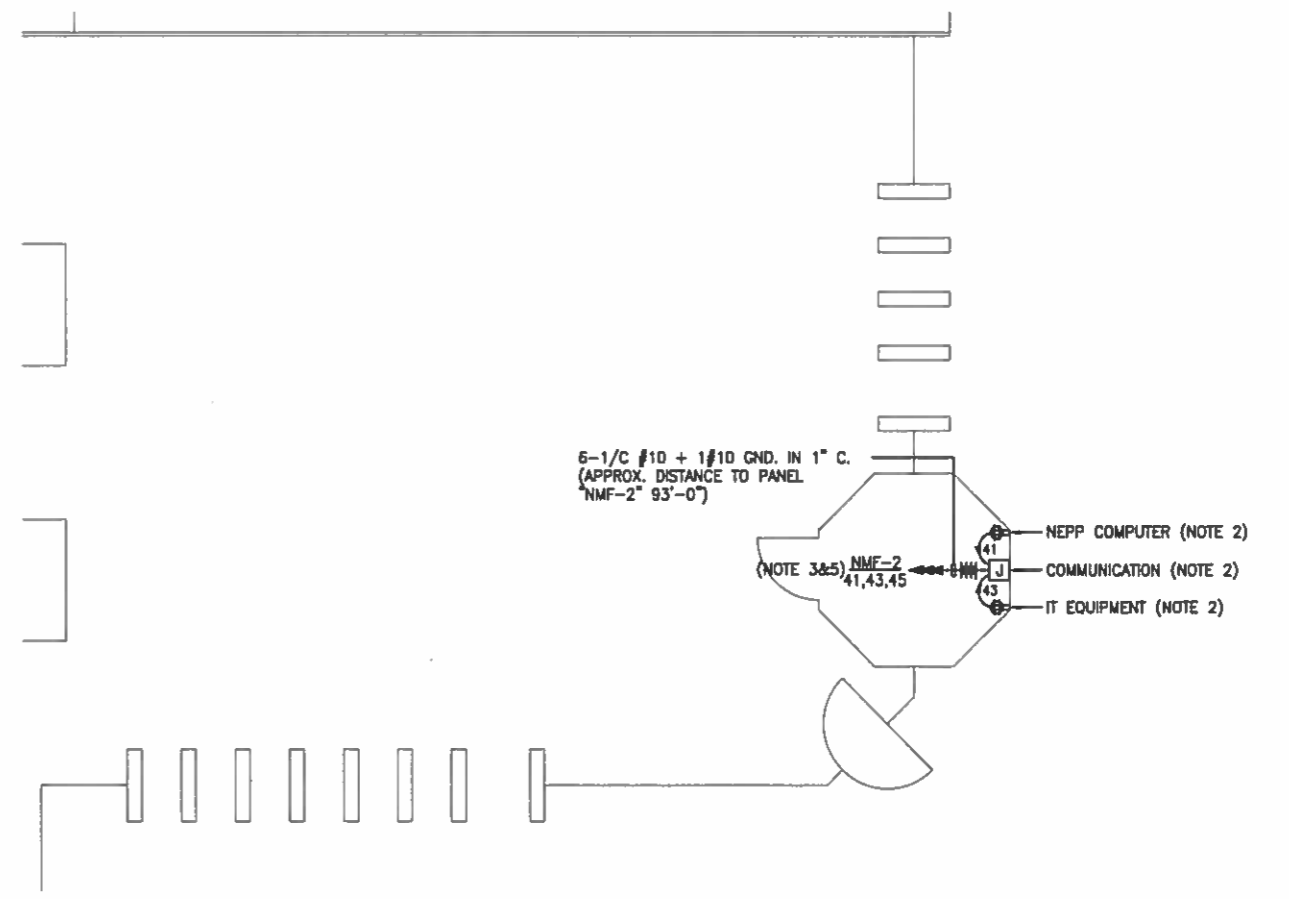 6-1/C #10 + 1#10 GND. IN 1" C.
(APPROX. DISTANCE TO PANEL
"NMF-2" 93'-0")
NEPP COMPUTER (NOTE 2)
41
(NOTE 3&5) NMF-2
41,43,45
J
COMMUNICATION (NOTE 2)
43
IT EQUIPMENT (NOTE 2)